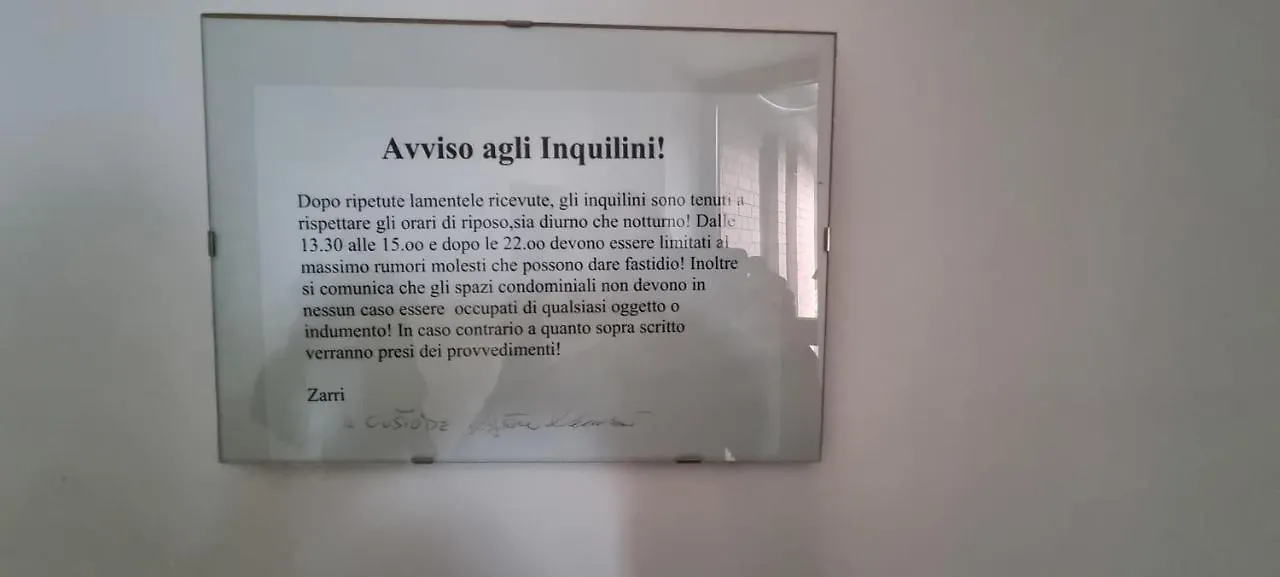 Avviso agli Inquilini!
Dopo ripetute lamentele ricevute, gli inquilini sono tenuti a
rispettare gli orari di riposo,sia diurno che notturno! Dalle
13.30 alle 15.oo e dopo le 22.oo devono essere limitati al
massimo rumori molesti che possono dare fastidio! Inoltre
si comunica che gli spazi condominiali non devono in
nessun caso essere occupati di qualsiasi oggetto o
indumento! In caso contrario a quanto sopra scritto
verranno presi dei provvedimenti!
Zarri